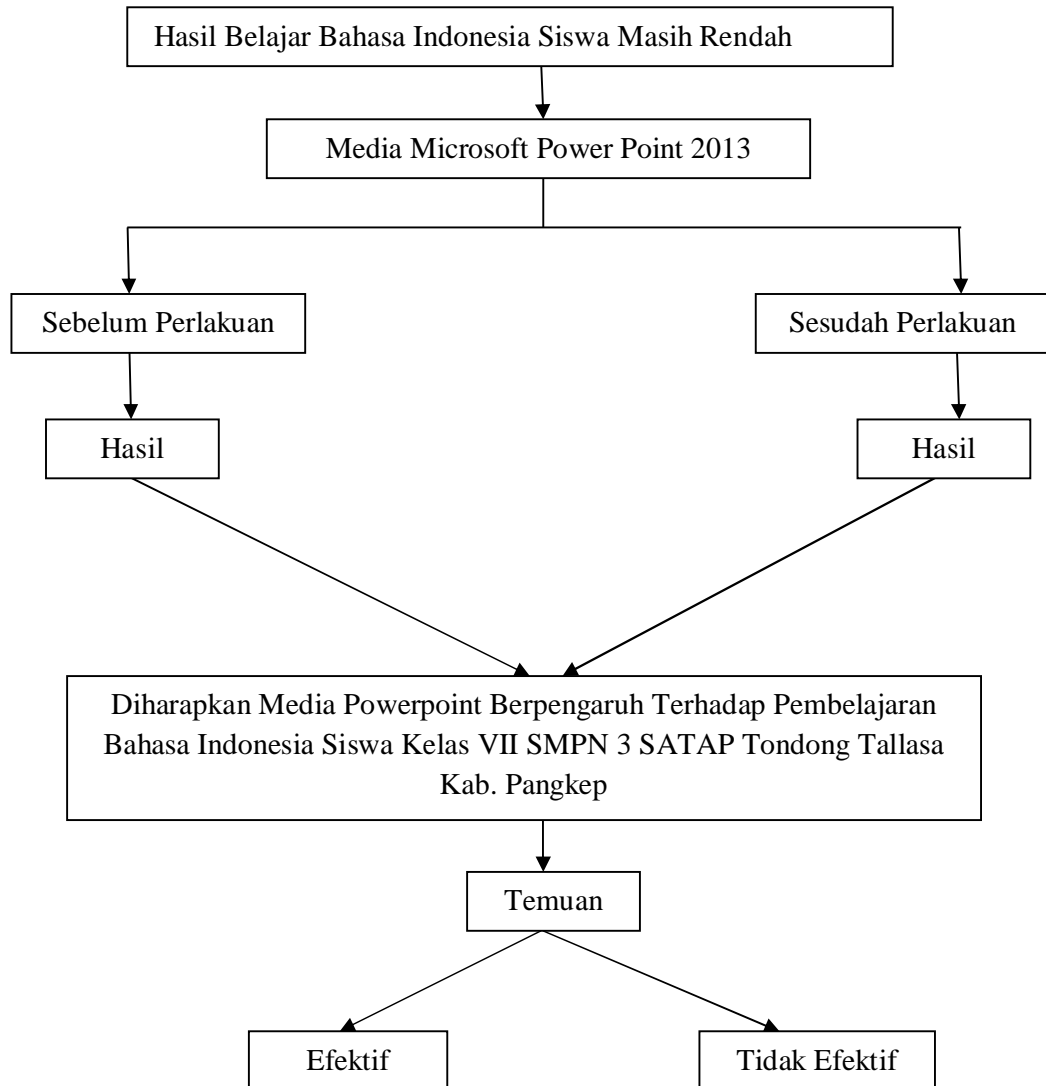 Hasil Belajar Bahasa Indonesia Siswa Masih Rendah
Media Microsoft Power Point 2013
Sebelum Perlakuan
Sesudah Perlakuan
Hasil
Hasil
Diharapkan Media Powerpoint Berpengaruh Terhadap Pembelajaran
Bahasa Indonesia Siswa Kelas VII SMPN 3 SATAP Tondong Tallasa
Kab. Pangkep
Temuan
Efektif
Tidak Efektif